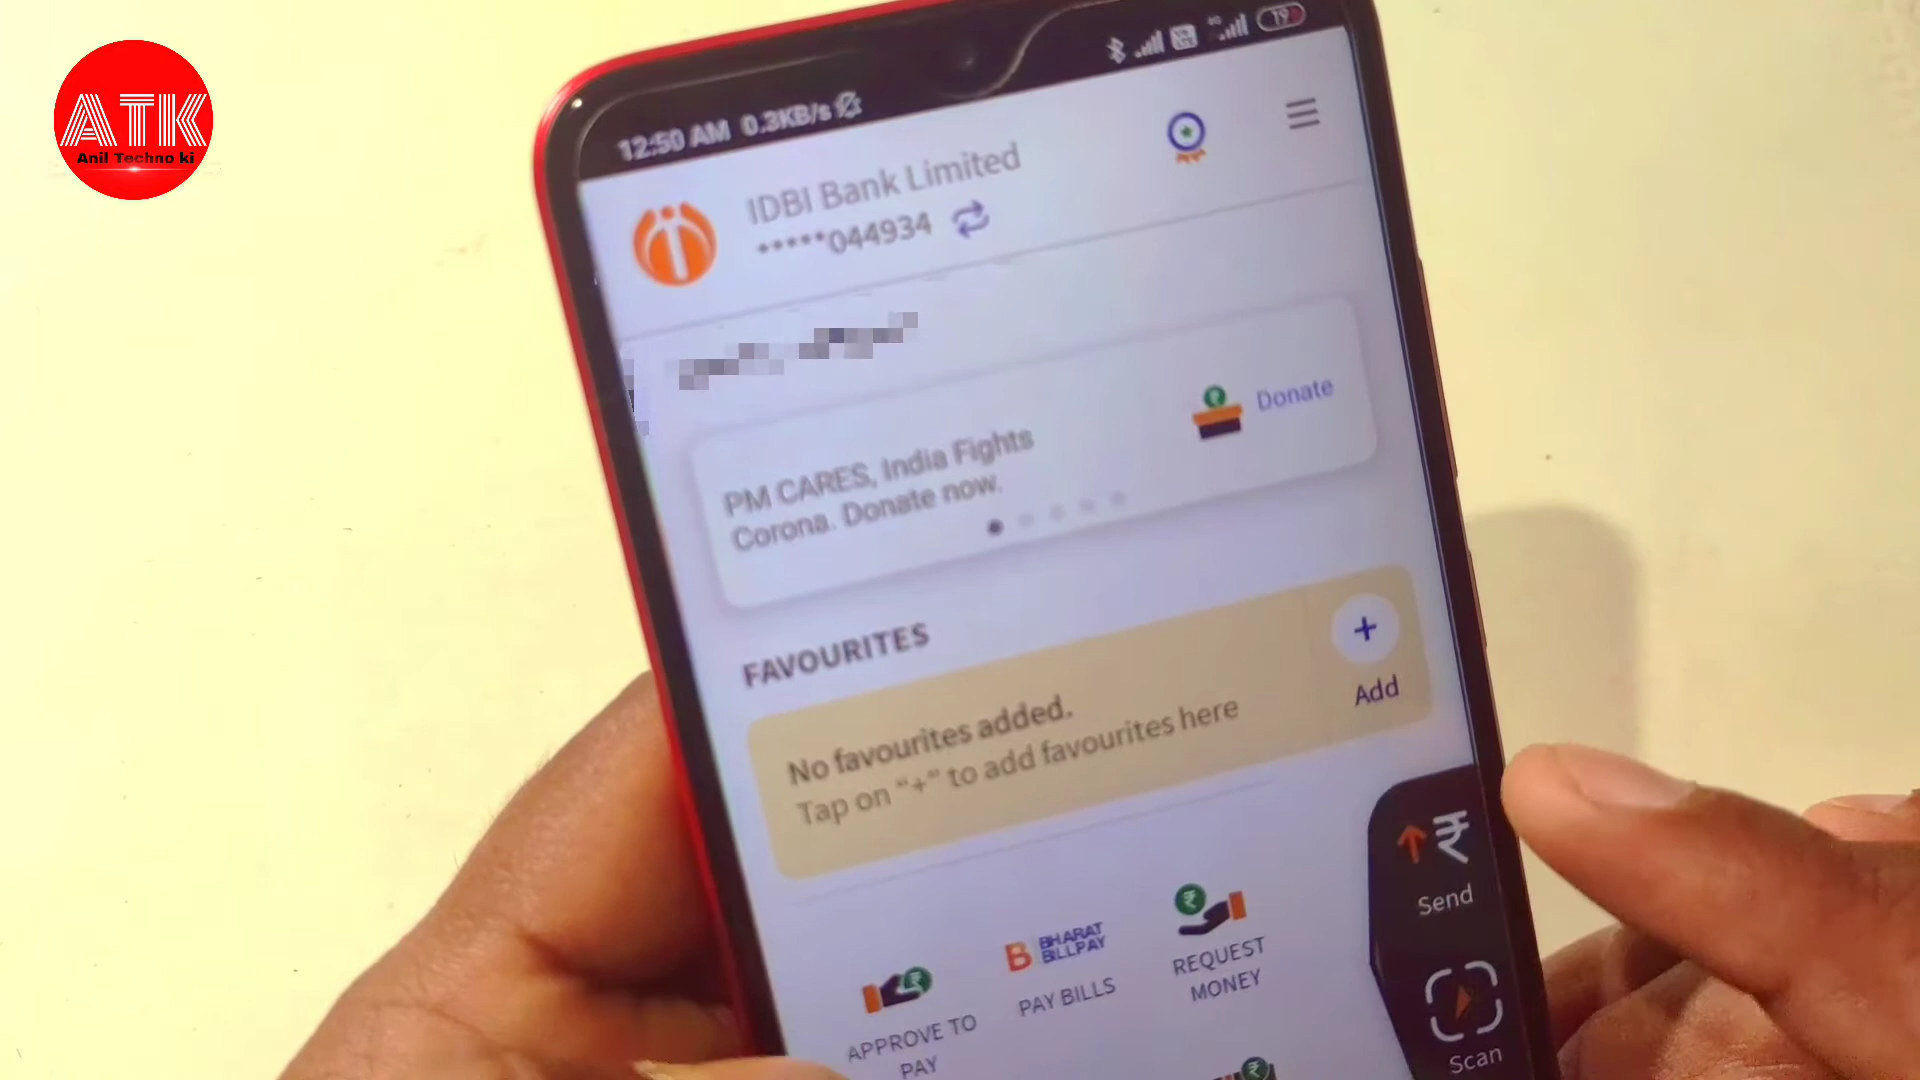 ATK
Anil Techno ki
12:50 AM 0.3KB/s
19
IDBI Bank Limited
*****044934
Donate
PM CARES, India Fights
Corona. Donate now.
FAVOURITES
No favourites added.
Tap on "+" to add favourites here
+
Add
₹
Send
BHARAT
BILLPAY
APPROVE TO
PAY
PAY BILLS
REQUEST
MONEY
Scan